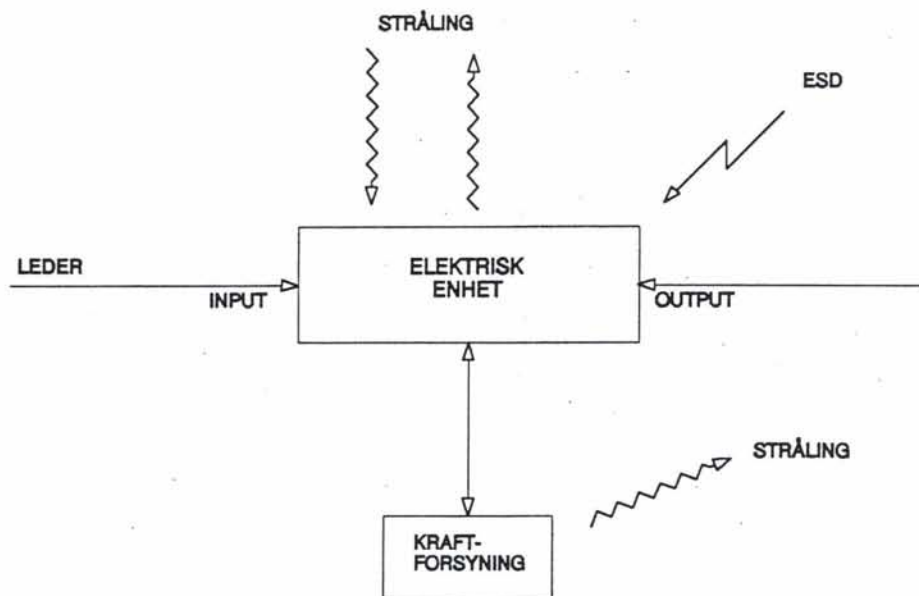 STRÅLING
ESD
LEDER
INPUT
ELEKTRISK
ENHET
OUTPUT
STRÅLING
KRAFT-
FORSYNING